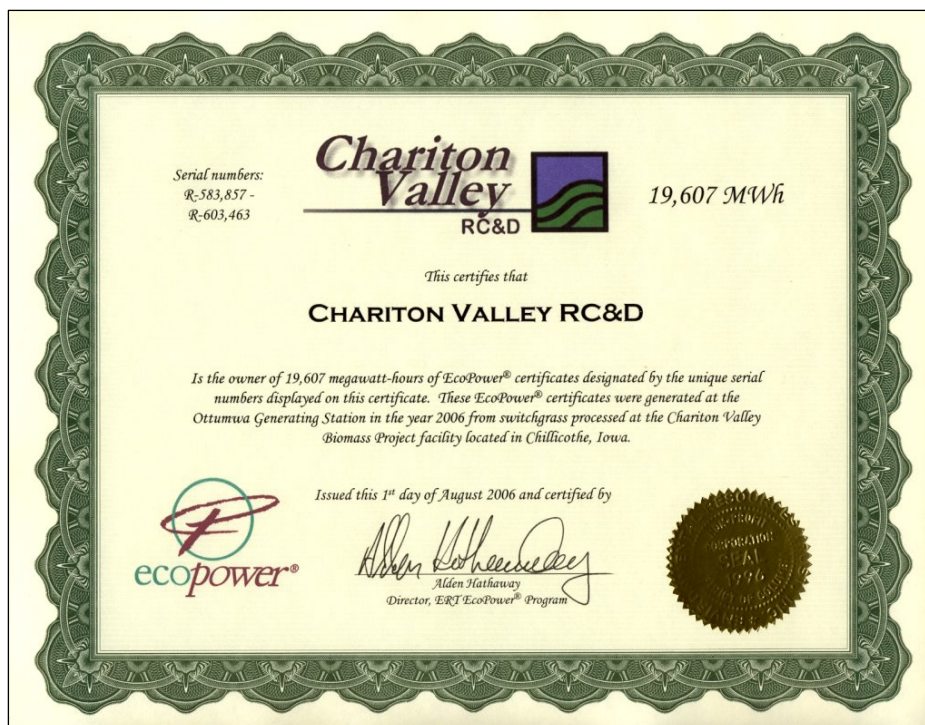 Serial numbers:
R-583,857 -
R-603,463
Chariton
Valley
RC&D
19,607 MWh
This certifies that
CHARITON VALLEY RC&D
Is the owner of 19,607 megawatt-hours of EcoPower® certificates designated by the unique serial
numbers displayed on this certificate. These EcoPower® certificates were generated at the
Ottumwa Generating Station in the year 2006 from switchgrass processed at the Chariton Valley
Biomass Project facility located in Chillicothe, Iowa.
Issued this 1st day of August 2006 and certified by
ecopower®
Alden Hathaway
Alden Hathaway
Director, ERT EcoPower® Program
CORPORATION
SEAL
1996